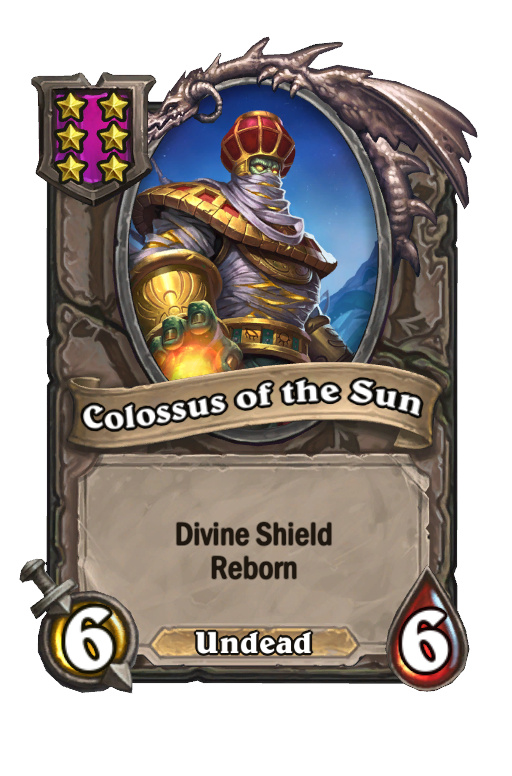 Colossus of the Sun
Divine Shield
Reborn
6
Undead
6